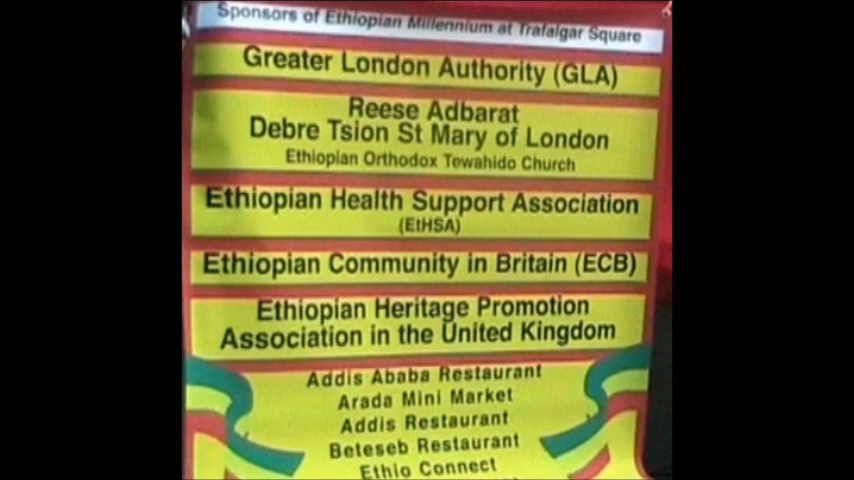 Sponsors of Ethiopian Millennium at Trafalgar Square
Greater London Authority (GLA)
Reese Adbarat
Debre Tsion St Mary of London
Ethiopian Orthodox Tewahido Church
Ethiopian Health Support Association
(EtHSA)
Ethiopian Community in Britain (ECB)
Ethiopian Heritage Promotion
Association in the United Kingdom
Addis Ababa Restaurant
Arada Mini Market
Addis Restaurant
Beteseb Restaurant
Ethio Connect